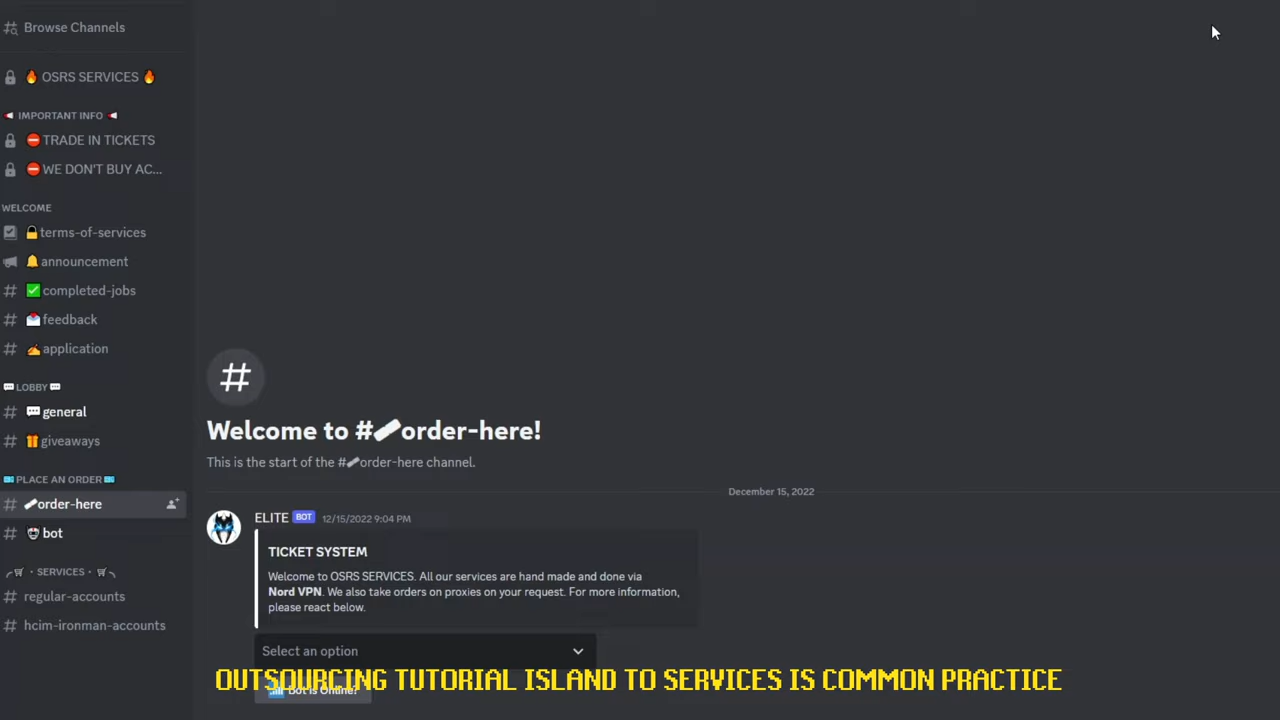 Browse Channels
🔥 OSRS SERVICES 🔥
IMPORTANT INFO
⛔TRADE IN TICKETS
⛔WE DON'T BUY AC...
WELCOME
🔒terms-of-services
🔔announcement
✅completed-jobs
📩feedback
✍️application
💬LOBBY💬
💬general
🎁giveaways
🎟️PLACE AN ORDER🎟️
order-here
bot
╭🛒・SERVICES・🛒╮
regular-accounts
hcim-ironman-accounts
Welcome to #order-here!
This is the start of the #order-here channel.
December 15, 2022
ELITE BOT 12/15/2022 9:04 PM
TICKET SYSTEM
Welcome to OSRS SERVICES. All our services are hand made and done via
Nord VPN. We also take orders on proxies on your request. For more information,
please react below.
Select an option
Bot is Online!
OUTSOURCING TUTORIAL ISLAND TO SERVICES IS COMMON PRACTICE